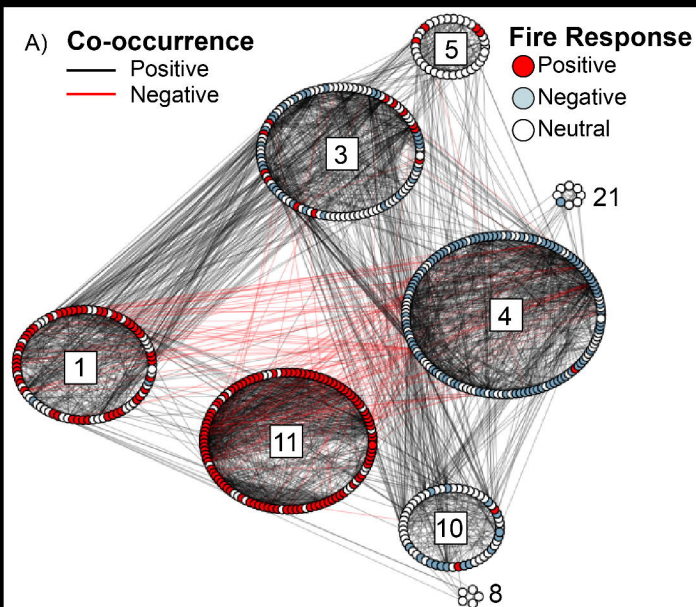 A) Co-occurrence
Positive
Negative
Fire Response
Positive
Negative
Neutral
5
3
21
4
1
11
10
8